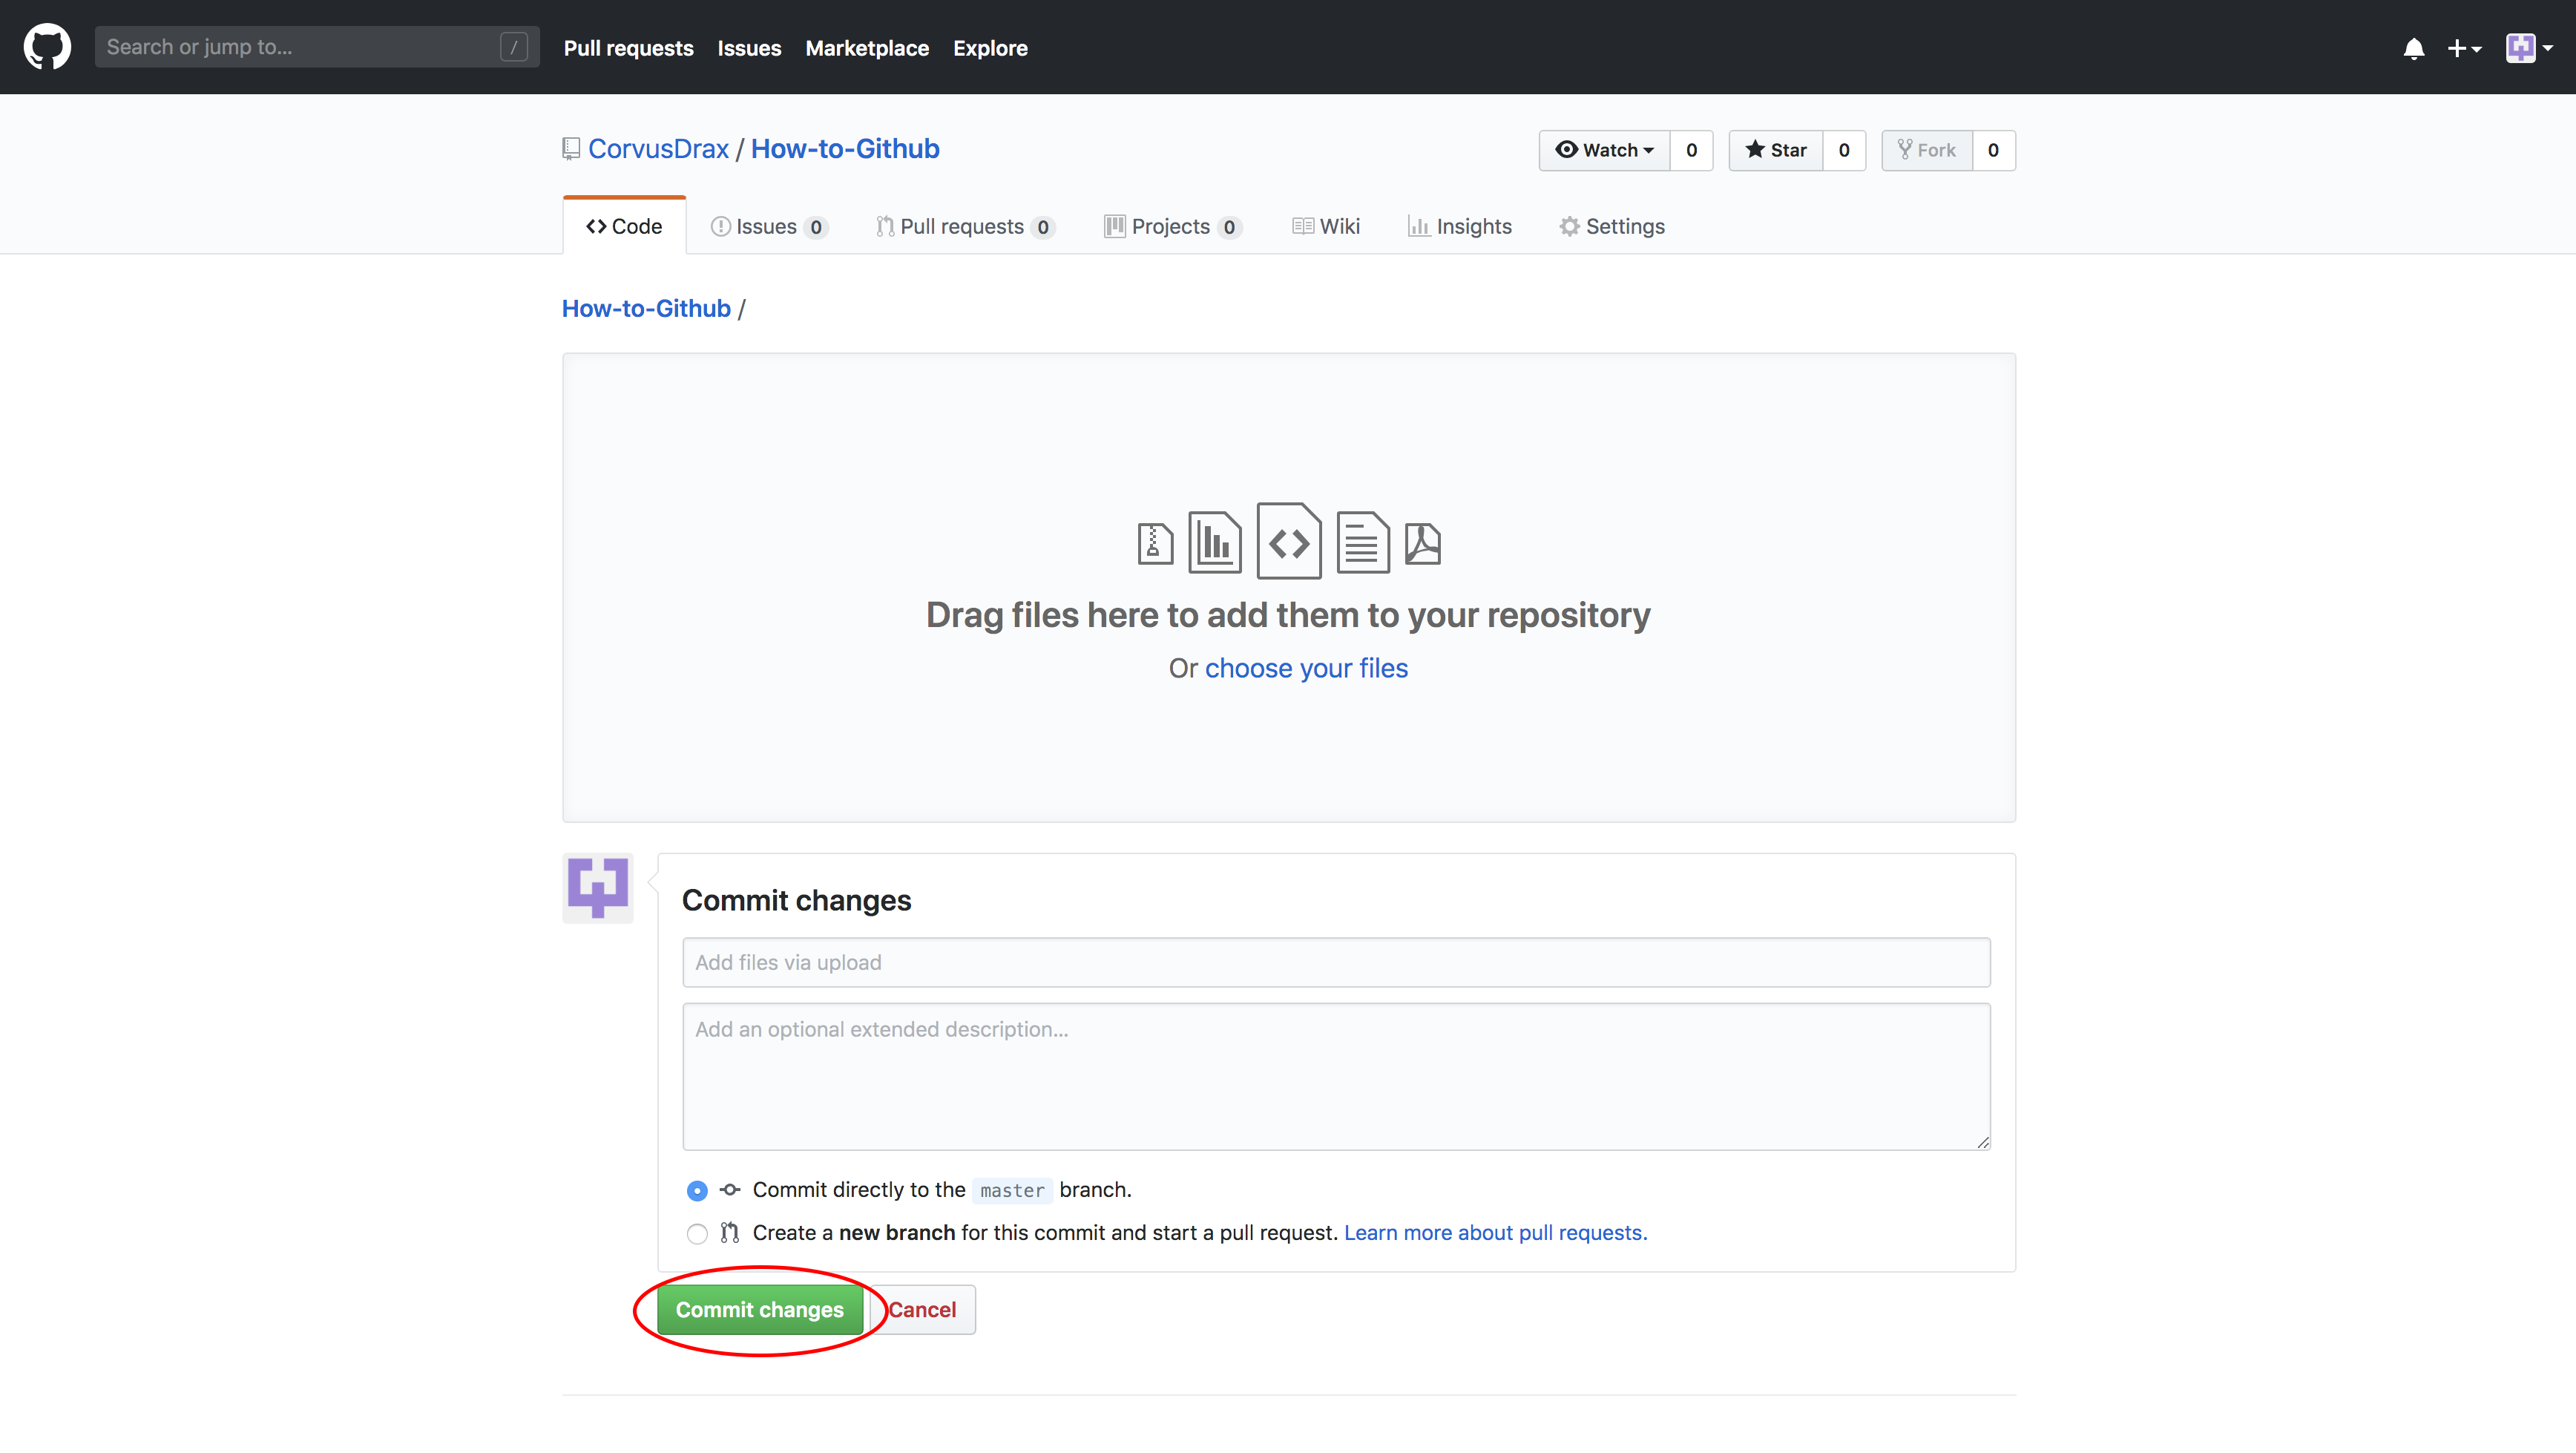 Search or jump to... /
Pull requests Issues Marketplace Explore
CorvusDrax / How-to-Github
Watch 0 Star 0 Fork 0
Code Issues 0 Pull requests 0 Projects 0 Wiki Insights Settings
How-to-Github /
Drag files here to add them to your repository
Or choose your files
Commit changes
Add files via upload
Add an optional extended description...
Commit directly to the master branch.
Create a new branch for this commit and start a pull request. Learn more about pull requests.
Commit changes Cancel